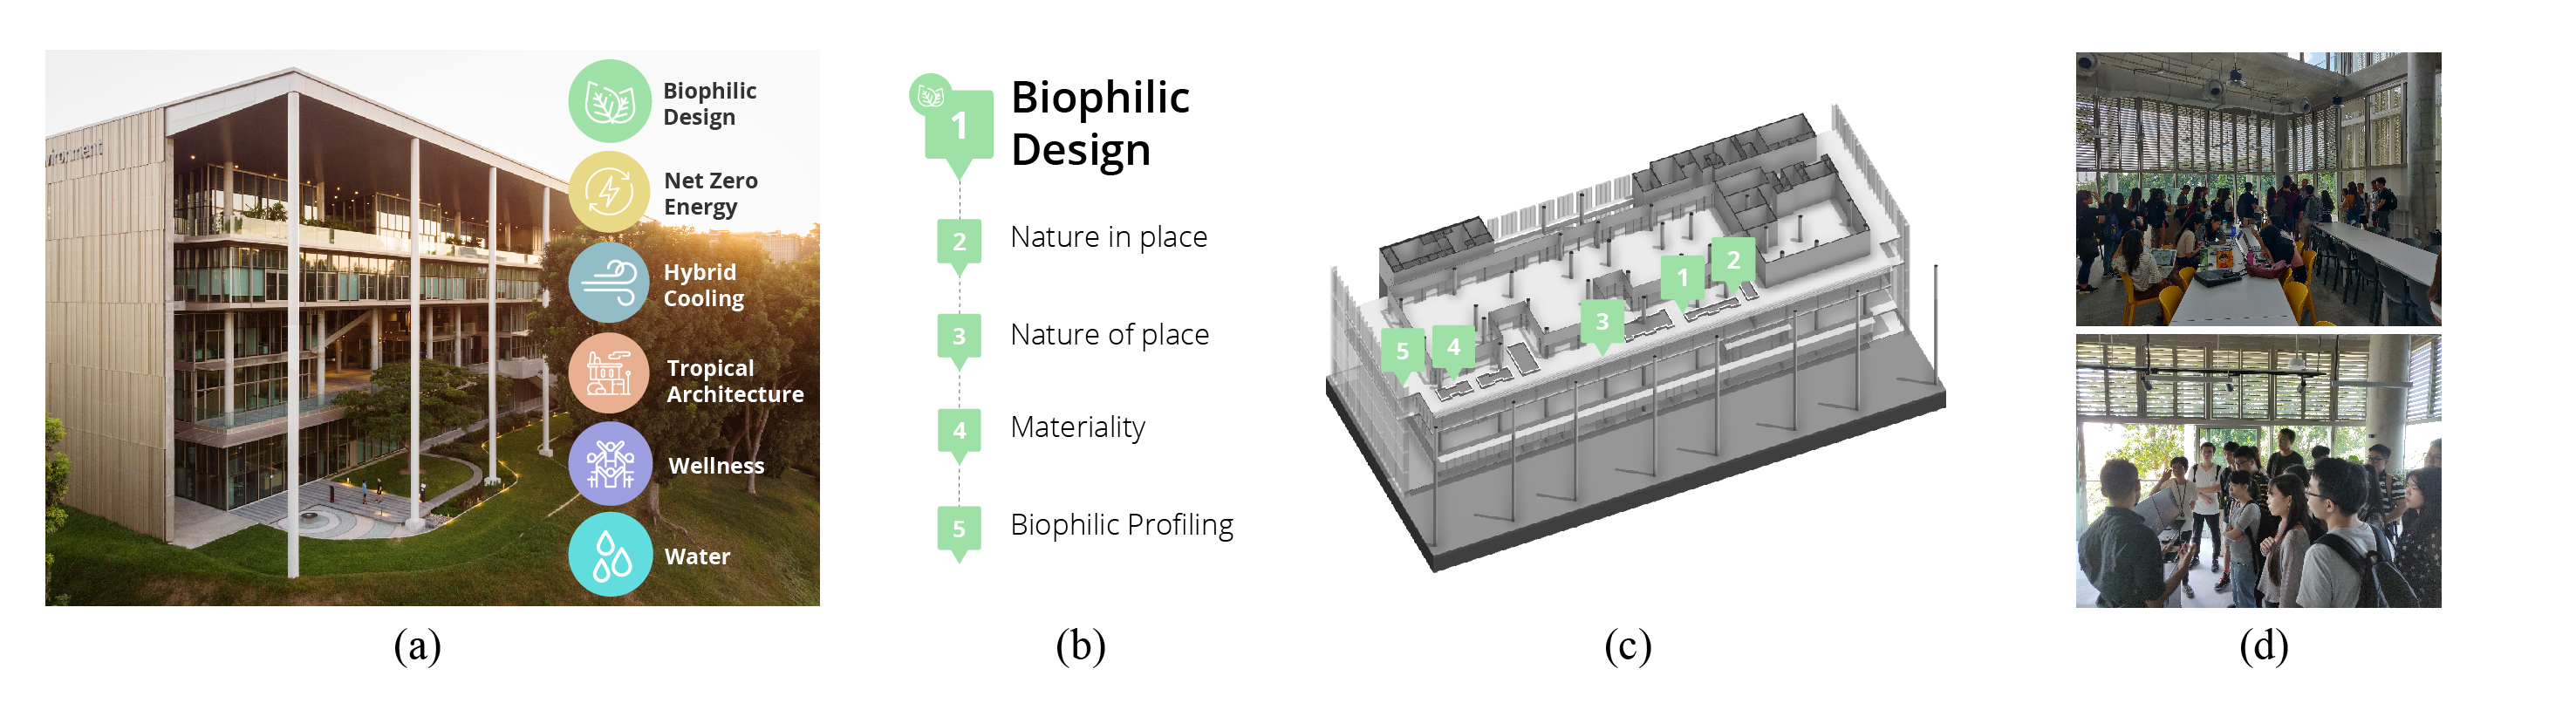 vironment
Biophilic
Design
Net Zero
Energy
Hybrid
Cooling
Tropical
Architecture
Wellness
Water
(a)
1
Biophilic
Design
2
Nature in place
3
Nature of place
4
Materiality
5
Biophilic Profiling
(b)
1
2
3
4
5
(c)
(d)